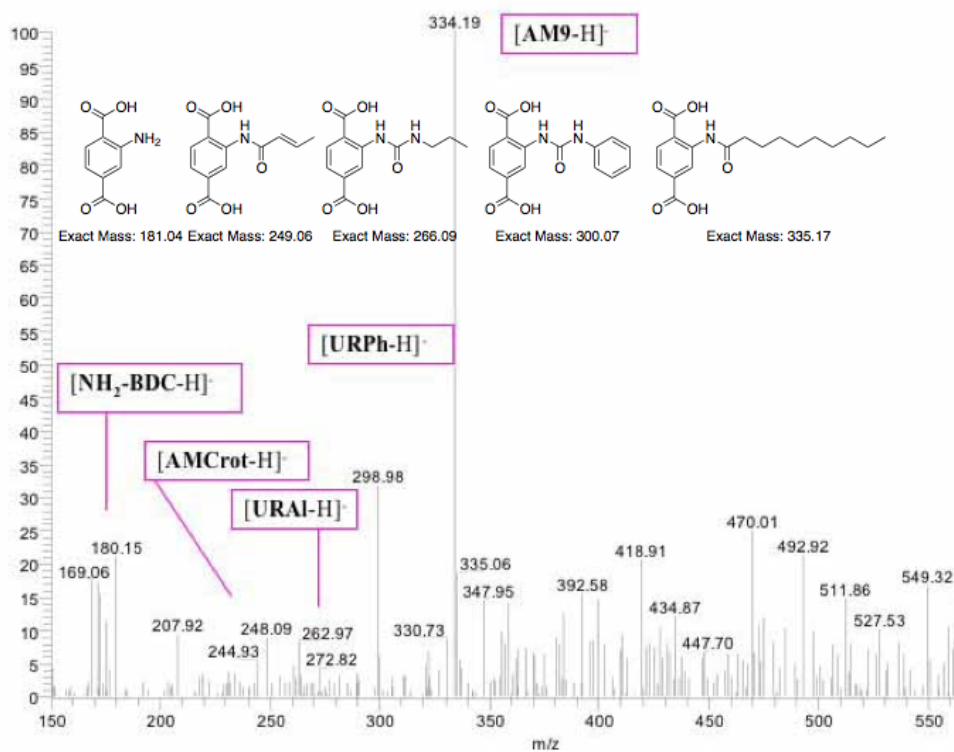 334.19
[AM9-H]-
O OH
NH2
O OH
O OH
H
N
O
O OH
O OH
H
N
H
N
O
O OH
O OH
H
N
H
N
O
O OH
O OH
H
N
O
O OH
Exact Mass: 181.04 Exact Mass: 249.06 Exact Mass: 266.09 Exact Mass: 300.07 Exact Mass: 335.17
[URPh-H]-
[NH2-BDC-H]-
[AMCrot-H]-
[URAl-H]-
298.98
180.15
169.06
207.92
244.93
248.09
262.97
272.82
330.73
335.06
347.95
392.58
418.91
434.87
447.70
470.01
492.92
511.86
527.53
549.32
100
95
90
85
80
75
70
65
60
55
50
45
40
35
30
25
20
15
10
5
0
150 200 250 300 350 400 450 500 550
m/z